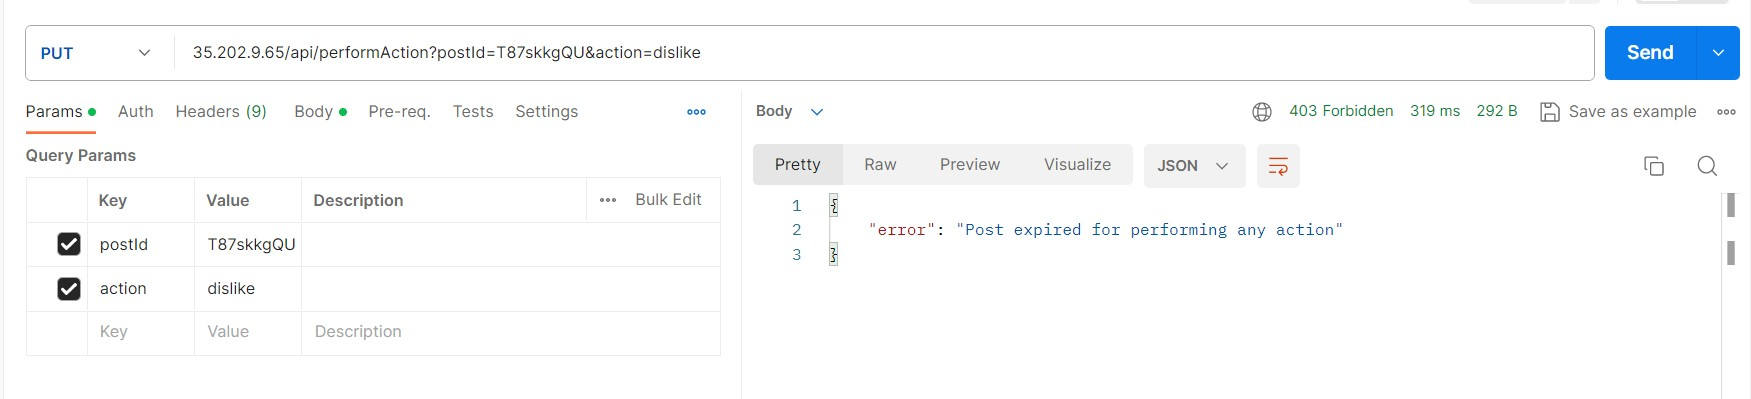 PUT
35.202.9.65/api/performAction?postId=T87skkgQU&action=dislike
Send
Params Auth Headers (9) Body Pre-req. Tests Settings
Query Params
Key Value Description Bulk Edit
postId T87skkgQU
action dislike
Key Value Description
Body 403 Forbidden 319 ms 292 B Save as example
Pretty Raw Preview Visualize JSON
1 {
2 "error": "Post expired for performing any action"
3 }